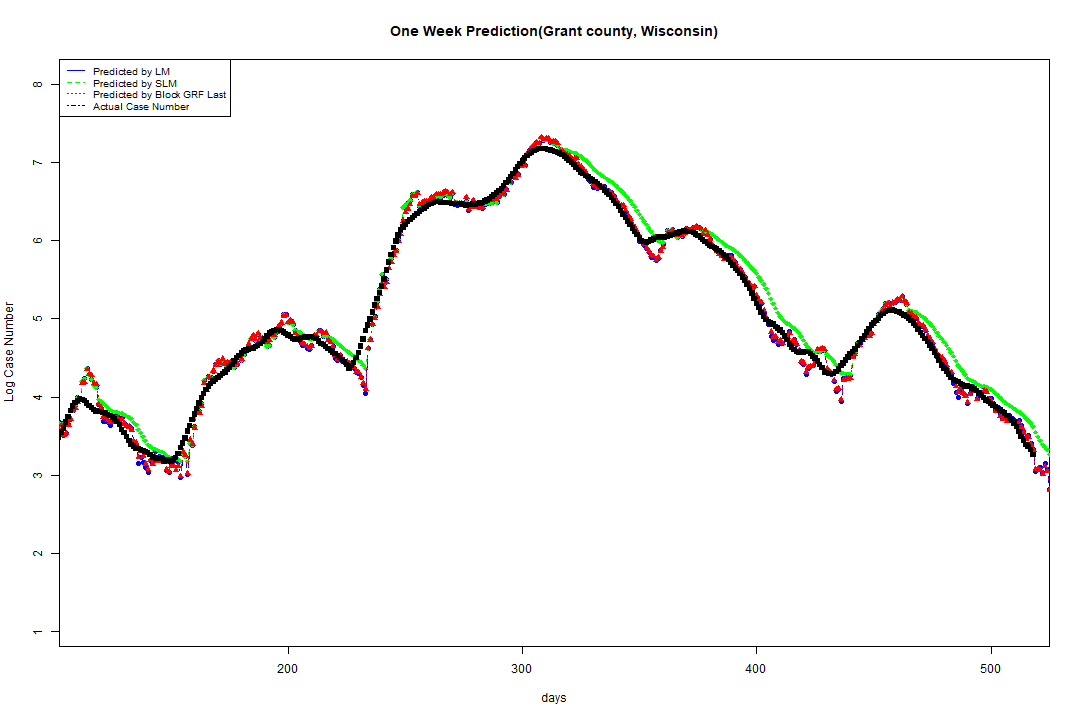 One Week Prediction(Grant county, Wisconsin)
Predicted by LM
Predicted by SLM
Predicted by Block GRF Last
Actual Case Number
8
7
6
5
4
3
2
1
Log Case Number
200 300 400 500
days